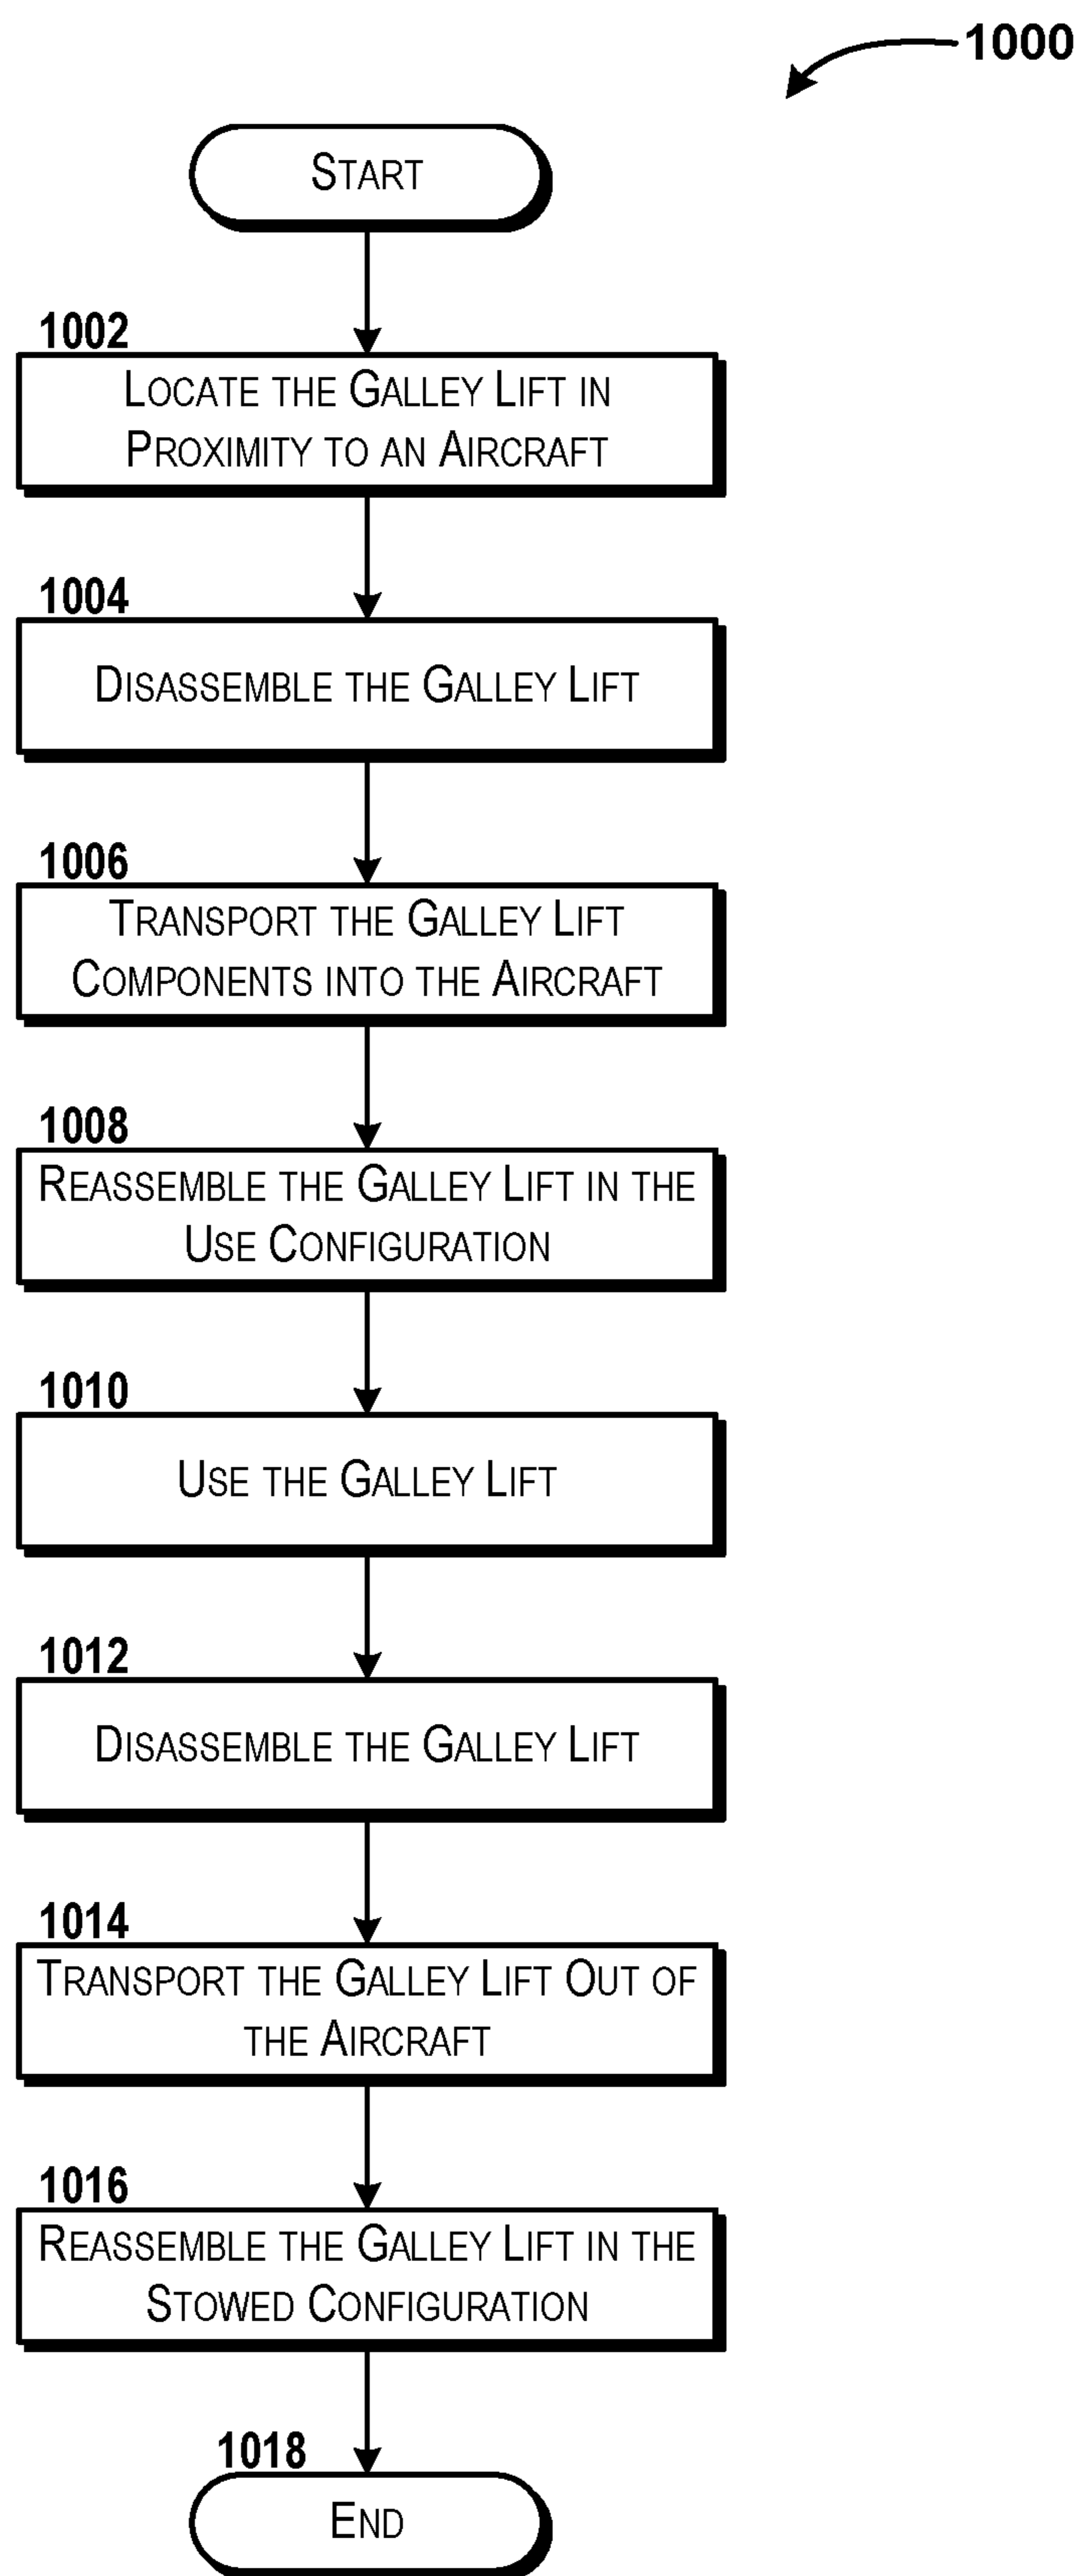 1000
START
1002
LOCATE THE GALLEY LIFT IN
PROXIMITY TO AN AIRCRAFT
1004
DISASSEMBLE THE GALLEY LIFT
1006
TRANSPORT THE GALLEY LIFT
COMPONENTS INTO THE AIRCRAFT
1008
REASSEMBLE THE GALLEY LIFT IN THE
USE CONFIGURATION
1010
USE THE GALLEY LIFT
1012
DISASSEMBLE THE GALLEY LIFT
1014
TRANSPORT THE GALLEY LIFT OUT OF
THE AIRCRAFT
1016
REASSEMBLE THE GALLEY LIFT IN THE
STOWED CONFIGURATION
1018
END